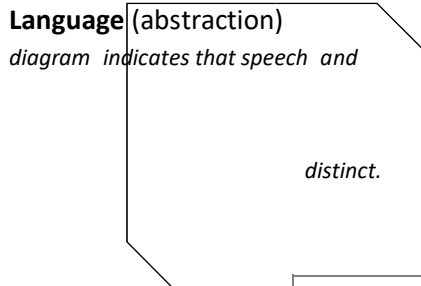 Language (abstraction)
diagram indicates that speech and
distinct.